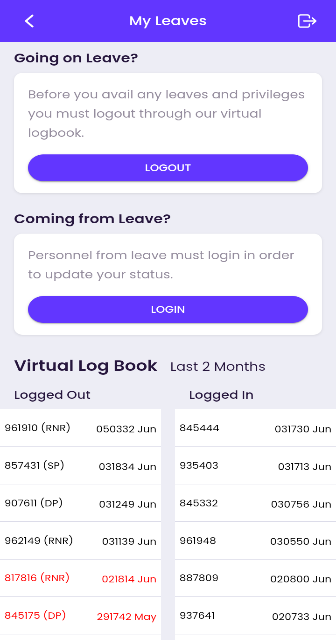 My Leaves
Going on Leave?
Before you avail any leaves and privileges
you must logout through our virtual
logbook.
LOGOUT
Coming from Leave?
Personnel from leave must login in order
to update your status.
LOGIN
Virtual Log Book Last 2 Months
Logged Out Logged In
961910 (RNR) 050332 Jun 845444 031730 Jun
857431 (SP) 031834 Jun 935403 031713 Jun
907611 (DP) 031249 Jun 845332 030756 Jun
962149 (RNR) 031139 Jun 961948 030550 Jun
817816 (RNR) 021814 Jun 887809 020800 Jun
845175 (DP) 291742 May 937641 020733 Jun